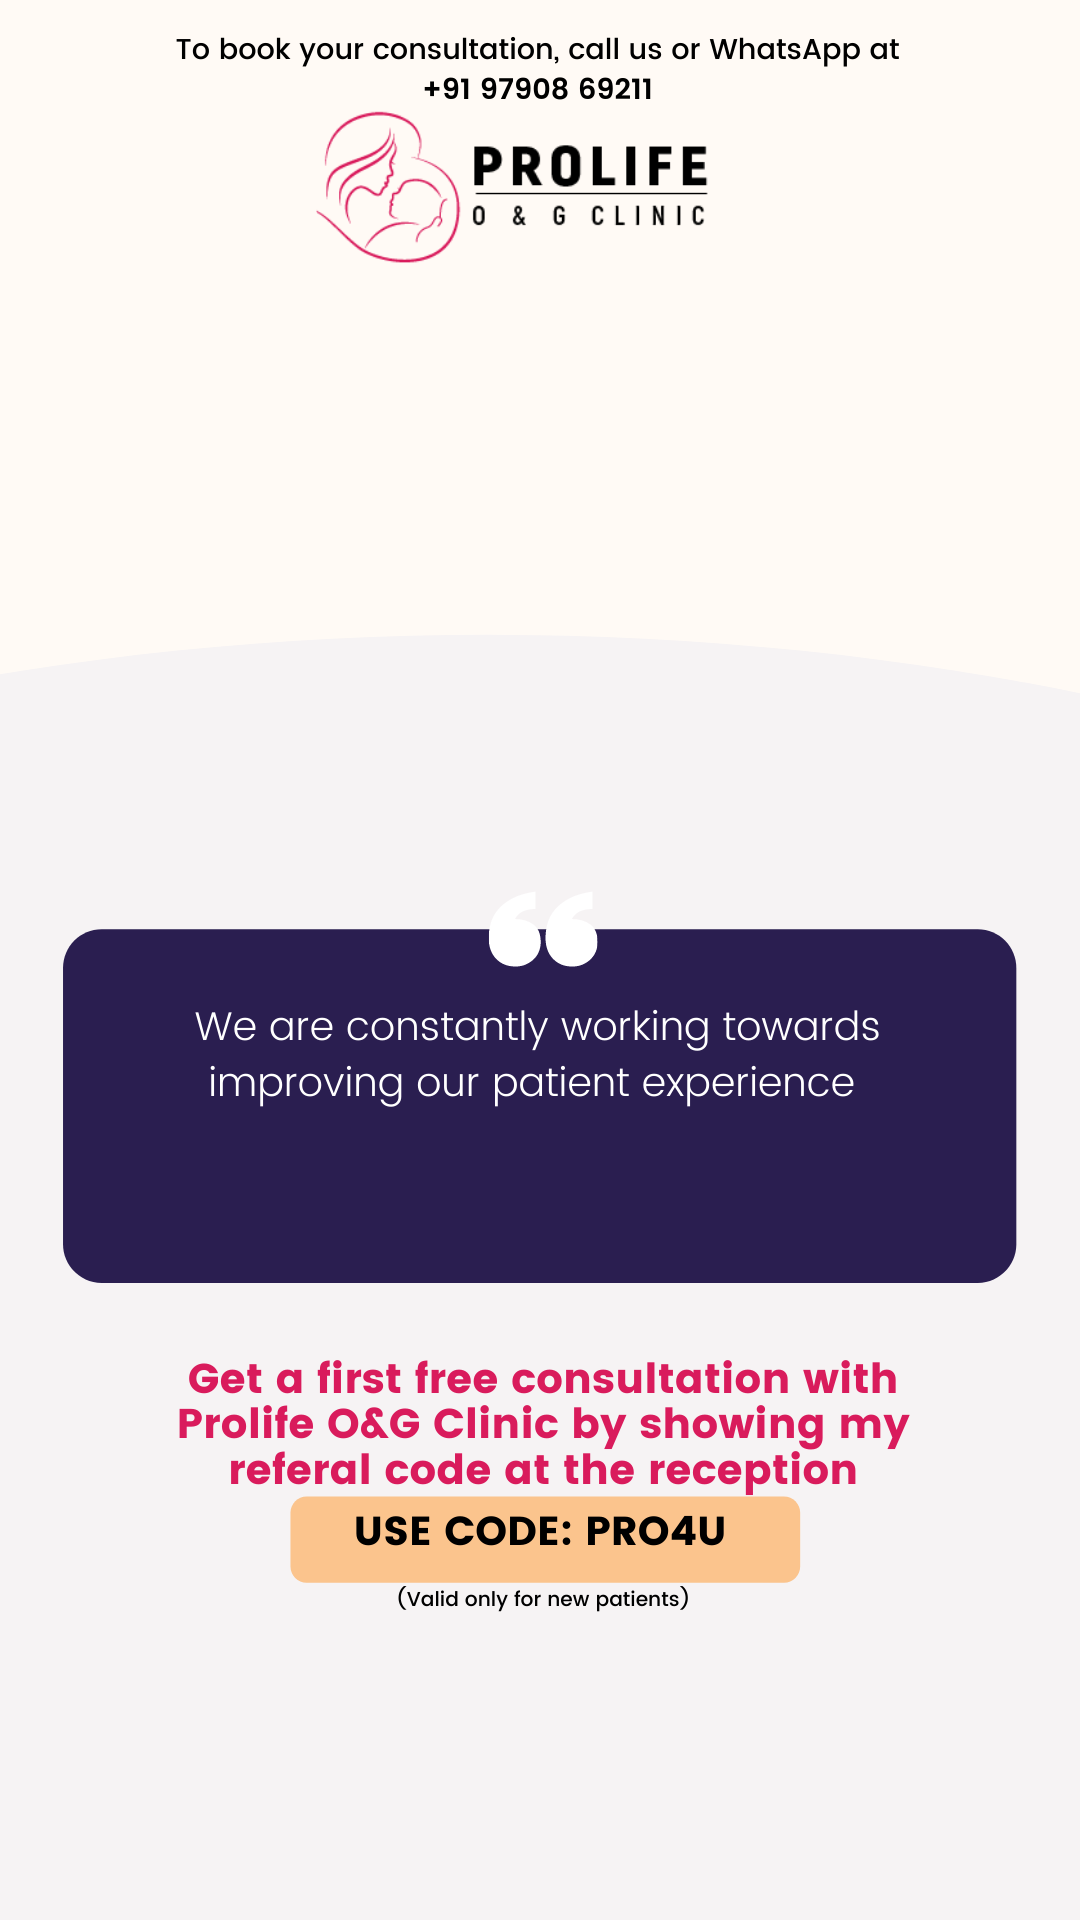 To book your consultation, call us or WhatsApp at
+91 97908 69211
PROLIFE
O & G CLINIC
“
We are constantly working towards
improving our patient experience
Get a first free consultation with
Prolife O&G Clinic by showing my
referal code at the reception
USE CODE: PRO4U
(Valid only for new patients)